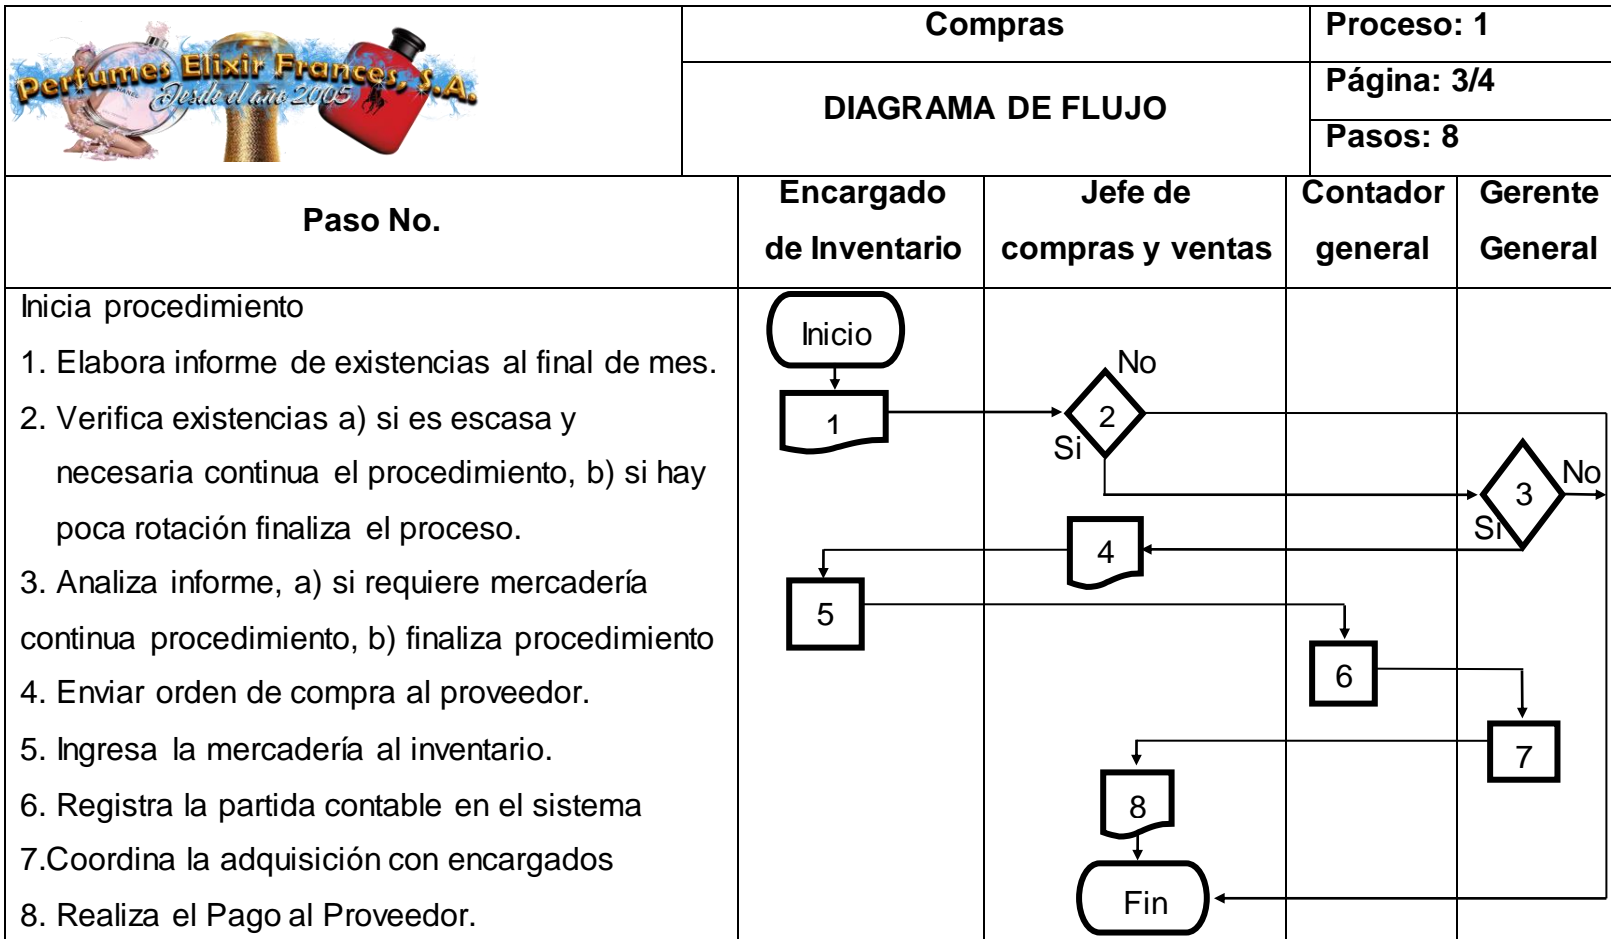 Perfumes Elixir Frances, S.A.
Desde el año 2005
CHANEL
Compras
Proceso: 1
DIAGRAMA DE FLUJO
Página: 3/4
Pasos: 8
Paso No.
Encargado
de Inventario
Jefe de
compras y ventas
Contador
general
Gerente
General
Inicia procedimiento
1. Elabora informe de existencias al final de mes.
2. Verifica existencias a) si es escasa y
necesaria continua el procedimiento, b) si hay
poca rotación finaliza el proceso.
3. Analiza informe, a) si requiere mercadería
continua procedimiento, b) finaliza procedimiento
4. Enviar orden de compra al proveedor.
5. Ingresa la mercadería al inventario.
6. Registra la partida contable en el sistema
7.Coordina la adquisición con encargados
8. Realiza el Pago al Proveedor.
Inicio
1
No
2
Si
No
3
Si
4
5
6
7
8
Fin